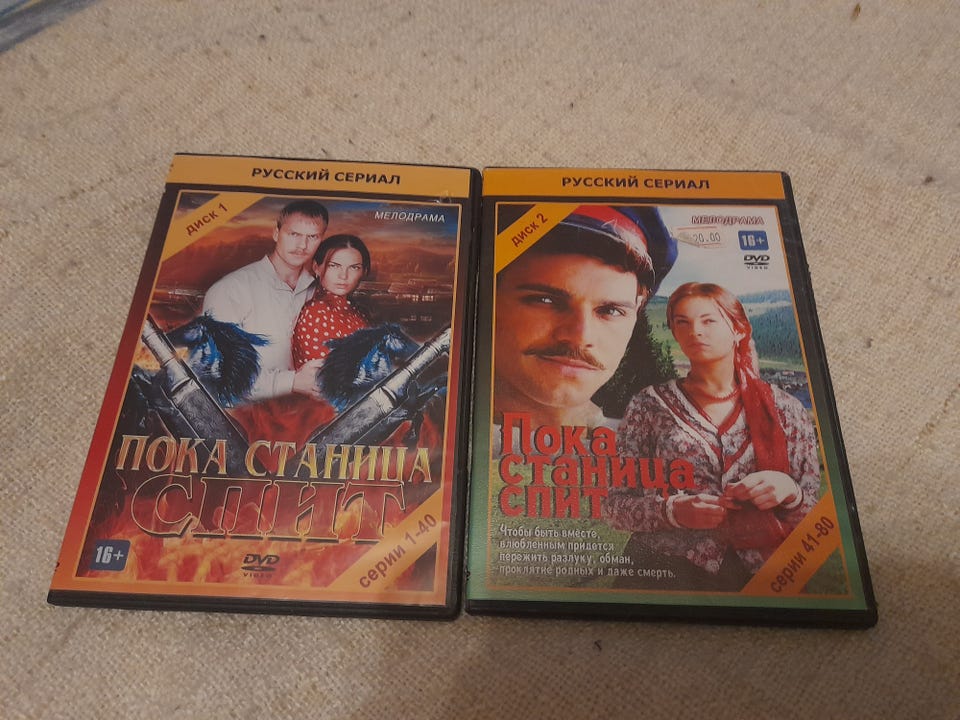 РУССКИЙ СЕРИАЛ
ДИСК 1
МЕЛОДРАМА
ПОКА СТАНИЦА
СПИТ
16+
DVD
VIDEO
серии 1-40
РУССКИЙ СЕРИАЛ
ДИСК 2
МЕЛОДРАМА
20.00
16+
DVD
VIDEO
Пока
станица
спит
Чтобы быть вместе,
влюбленным придется
пережить разлуку, обман,
проклятие родных и даже смерть.
серии 41-80